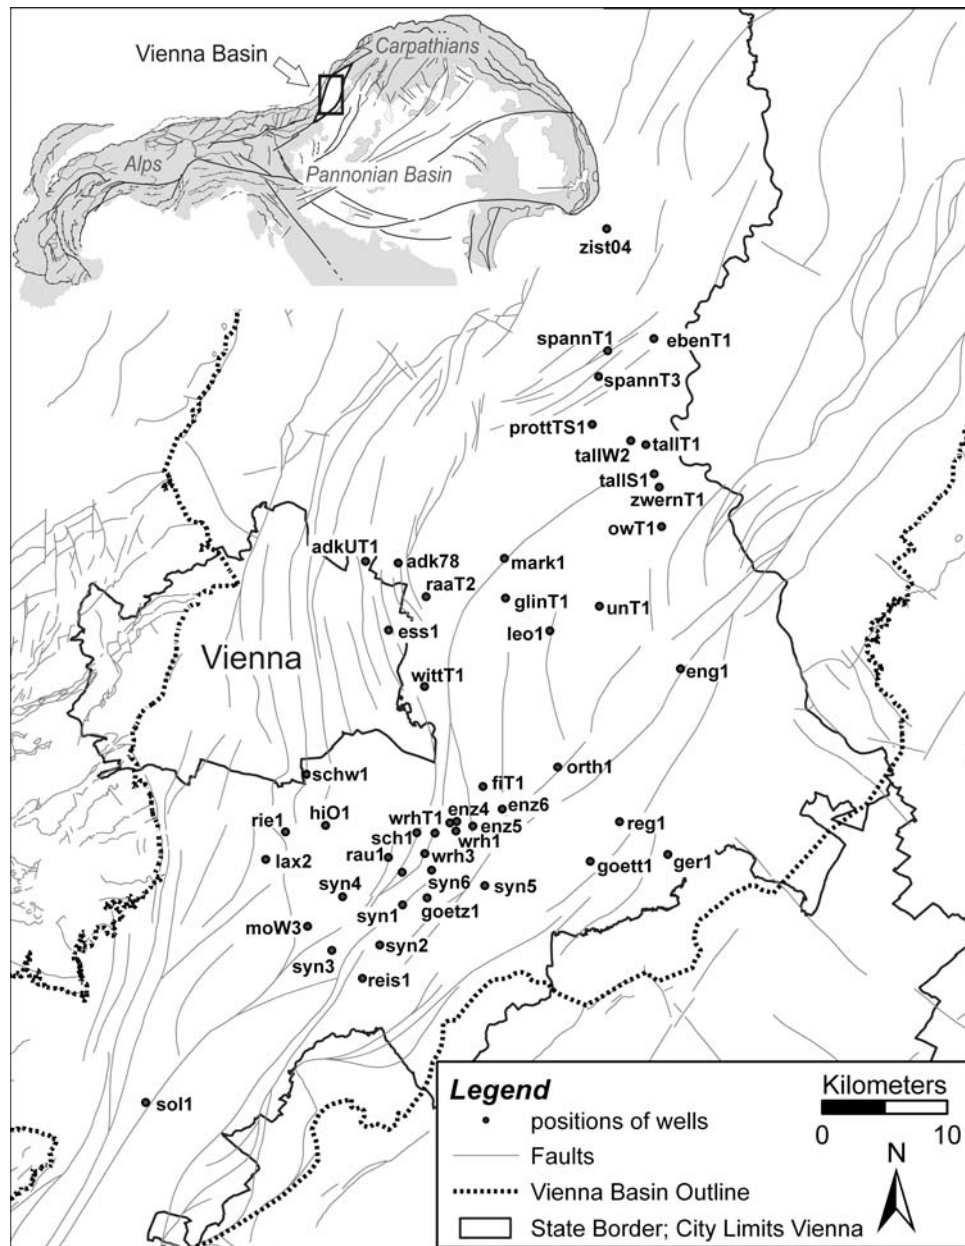 Carpathians
Vienna Basin
Alps
Pannonian Basin
zist04
spannT1
ebenT1
spannT3
prottTS1
tallW2
tallT1
tallS1
zwernT1
owT1
adkUT1
adk78
mark1
raaT2
glinT1
unT1
ess1
leo1
Vienna
eng1
wittT1
schw1
orth1
fiT1
hiO1
rie1
wrhT1
enz4
enz6
sch1
enz5
reg1
wrh1
rau1
wrh3
lax2
goett1
ger1
syn4
syn6
syn5
syn1
goetz1
moW3
syn2
syn3
reis1
sol1
Legend
Kilometers
positions of wells
0 10
Faults
N
Vienna Basin Outline
State Border; City Limits Vienna